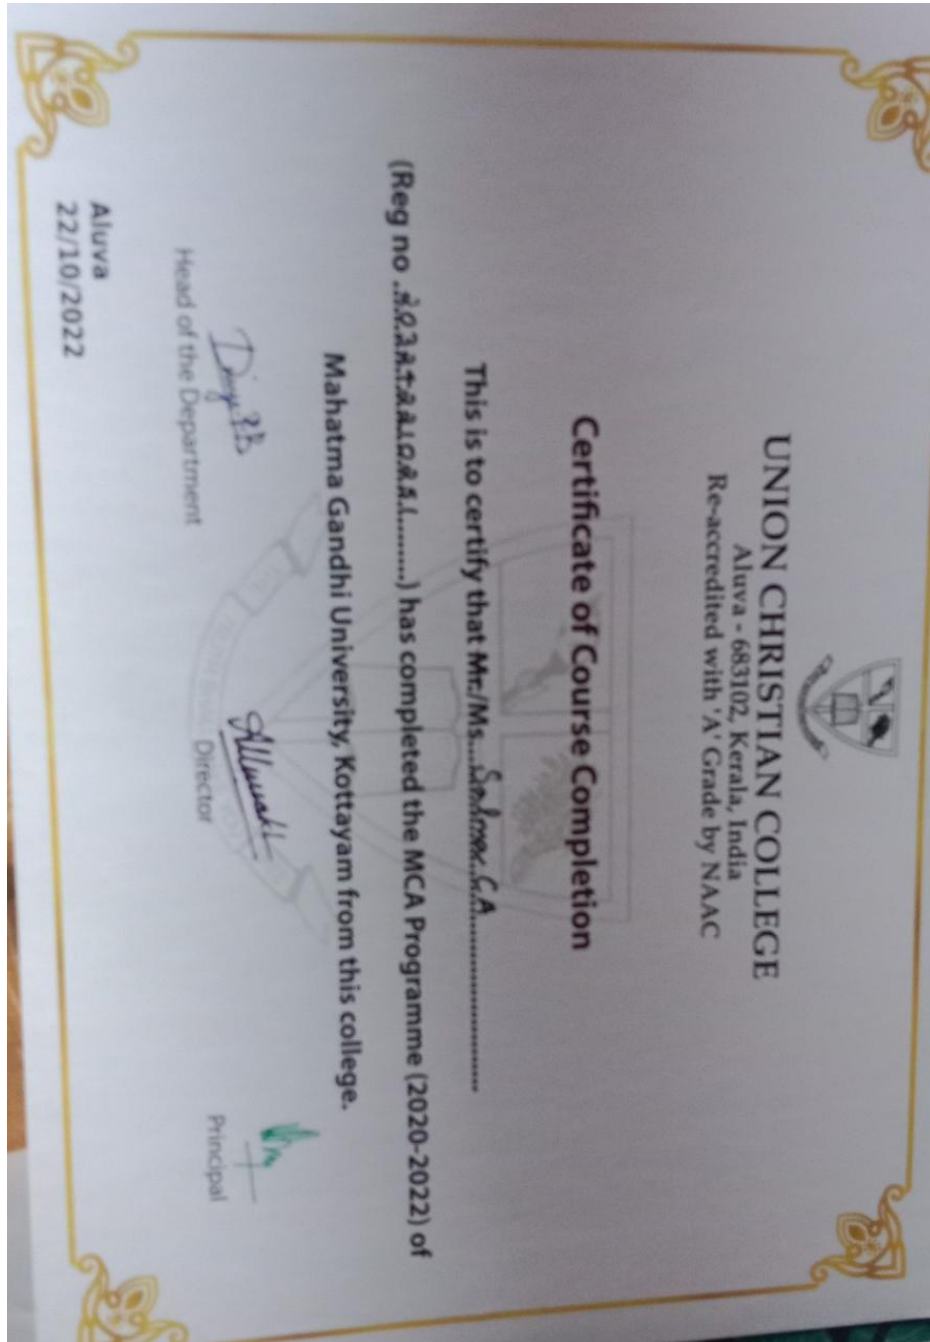 UNION CHRISTIAN COLLEGE
Aluva - 683102, Kerala, India
Re-accredited with 'A' Grade by NAAC
Certificate of Course Completion
This is to certify that Mr./Ms..... C.A..........................
(Reg no ...............) has completed the MCA Programme (2020-2022) of
Mahatma Gandhi University, Kottayam from this college.
Head of the Department
Director
Principal
Aluva
22/10/2022